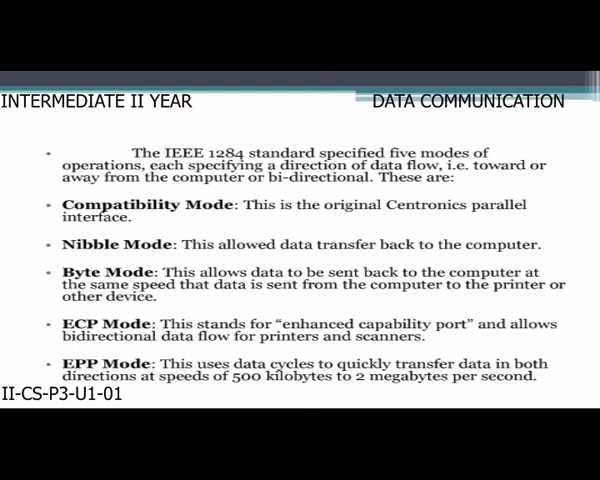 INTERMEDIATE II YEAR
DATA COMMUNICATION
• The IEEE 1284 standard specified five modes of
operations, each specifying a direction of data flow, i.e. toward or
away from the computer or bi-directional. These are:
• Compatibility Mode: This is the original Centronics parallel
interface.
• Nibble Mode: This allowed data transfer back to the computer.
• Byte Mode: This allows data to be sent back to the computer at
the same speed that data is sent from the computer to the printer or
other device.
• ECP Mode: This stands for “enhanced capability port” and allows
bidirectional data flow for printers and scanners.
• EPP Mode: This uses data cycles to quickly transfer data in both
directions at speeds of 500 kilobytes to 2 megabytes per second.
II-CS-P3-U1-01